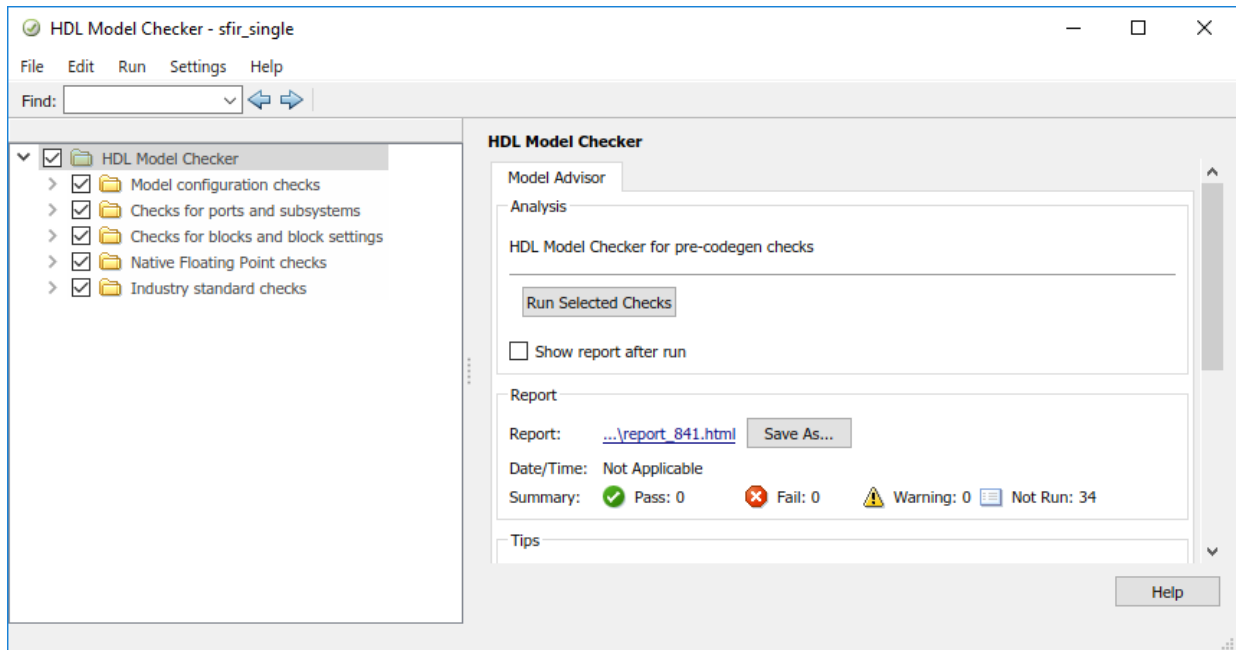 HDL Model Checker - sfir_single
File Edit Run Settings Help
Find:
HDL Model Checker
Model configuration checks
Checks for ports and subsystems
Checks for blocks and block settings
Native Floating Point checks
Industry standard checks
HDL Model Checker
Model Advisor
Analysis
HDL Model Checker for pre-codegen checks
Run Selected Checks
Show report after run
Report
Report: ...\report_841.html Save As...
Date/Time: Not Applicable
Summary: Pass: 0 Fail: 0 Warning: 0 Not Run: 34
Tips
Help